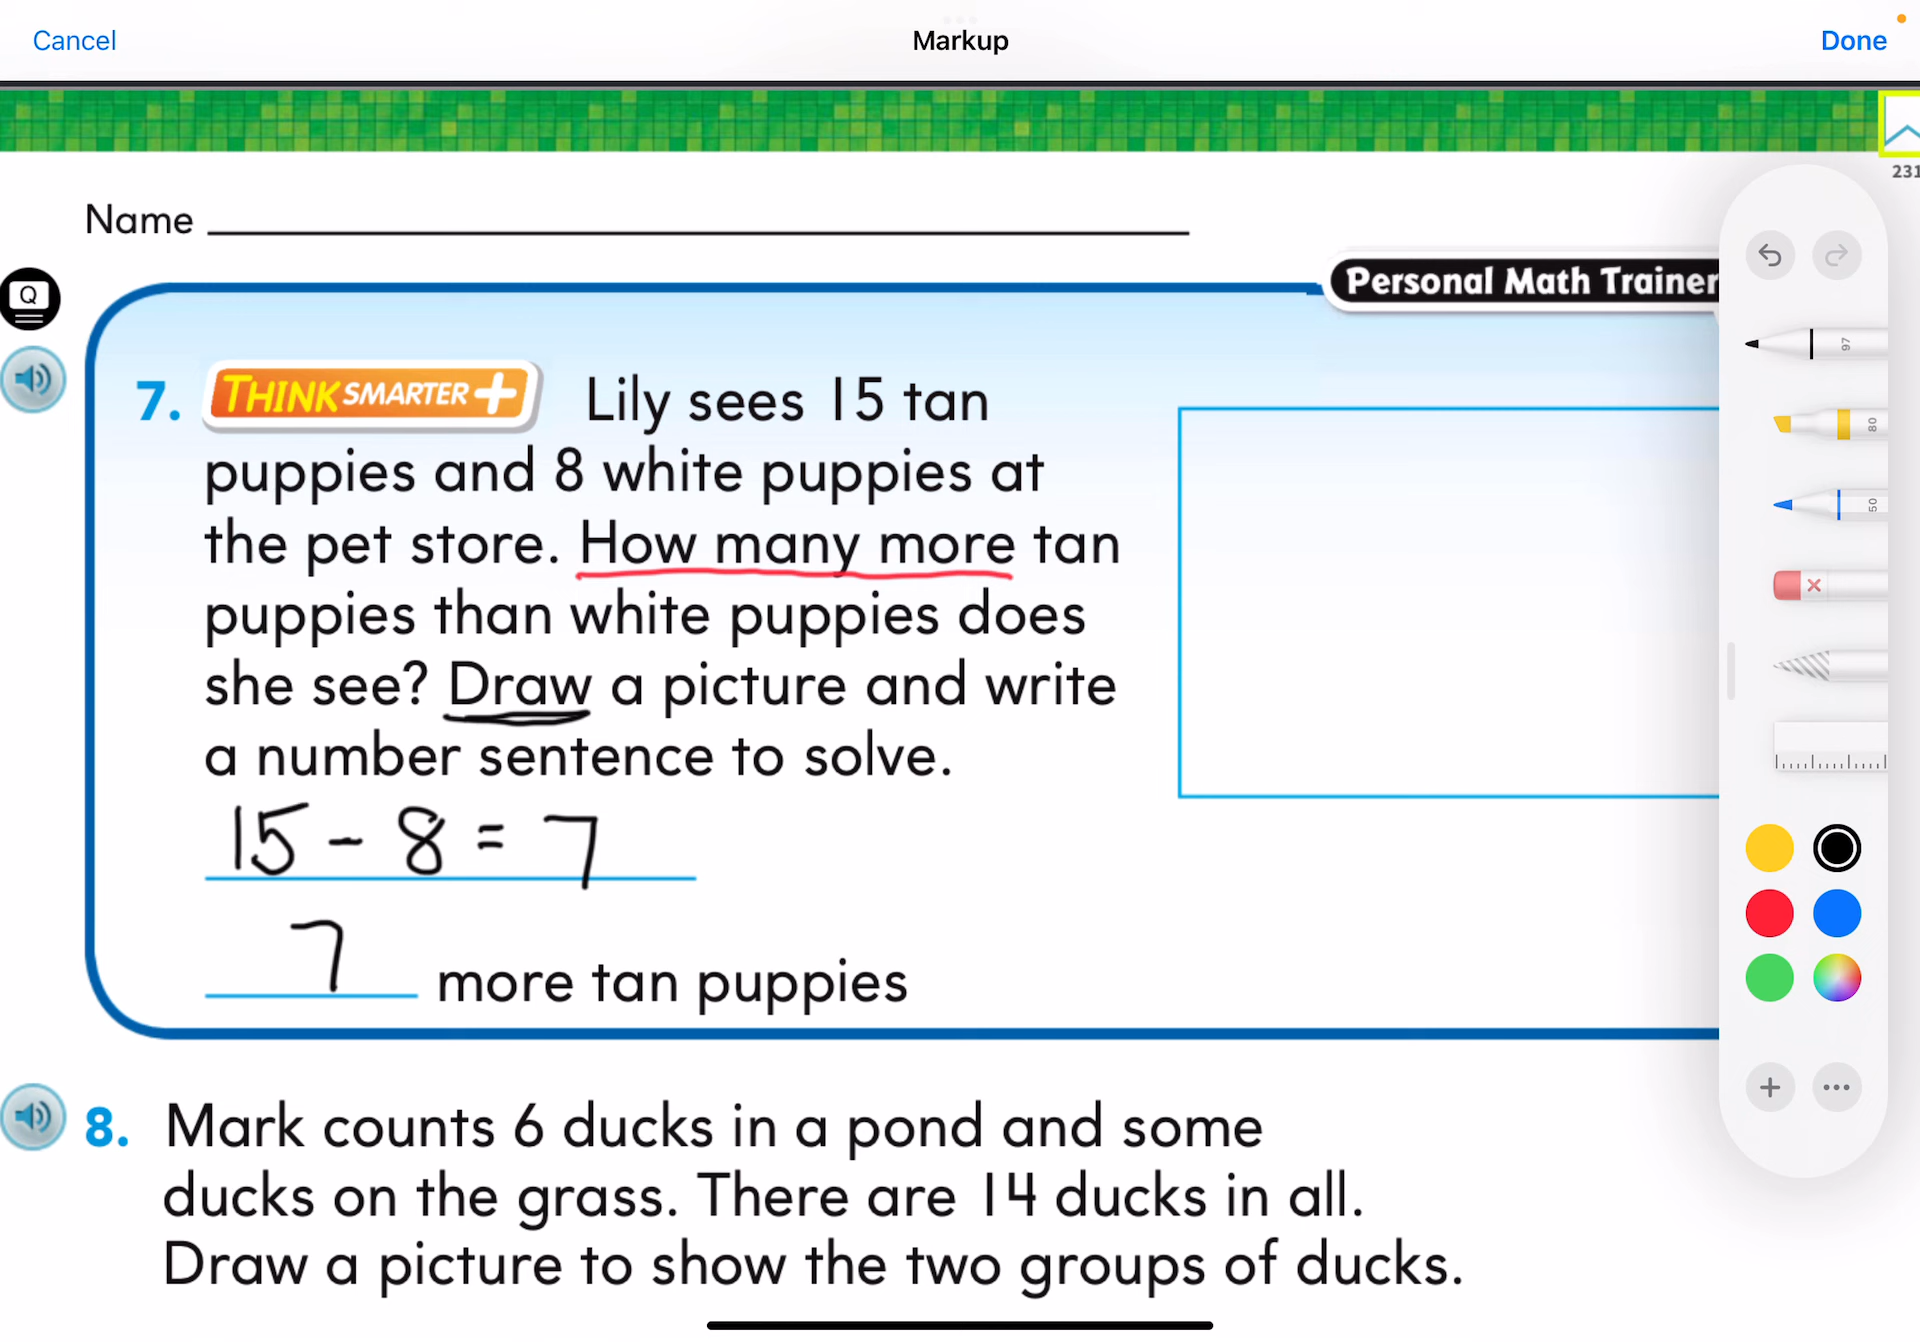 Cancel Markup Done
231
Name
Personal Math Trainer
Q
7. THINK SMARTER + Lily sees 15 tan
puppies and 8 white puppies at
the pet store. How many more tan
puppies than white puppies does
she see? Draw a picture and write
a number sentence to solve.
15 - 8 = 7
7 more tan puppies
8. Mark counts 6 ducks in a pond and some
ducks on the grass. There are 14 ducks in all.
Draw a picture to show the two groups of ducks.
97
80
50